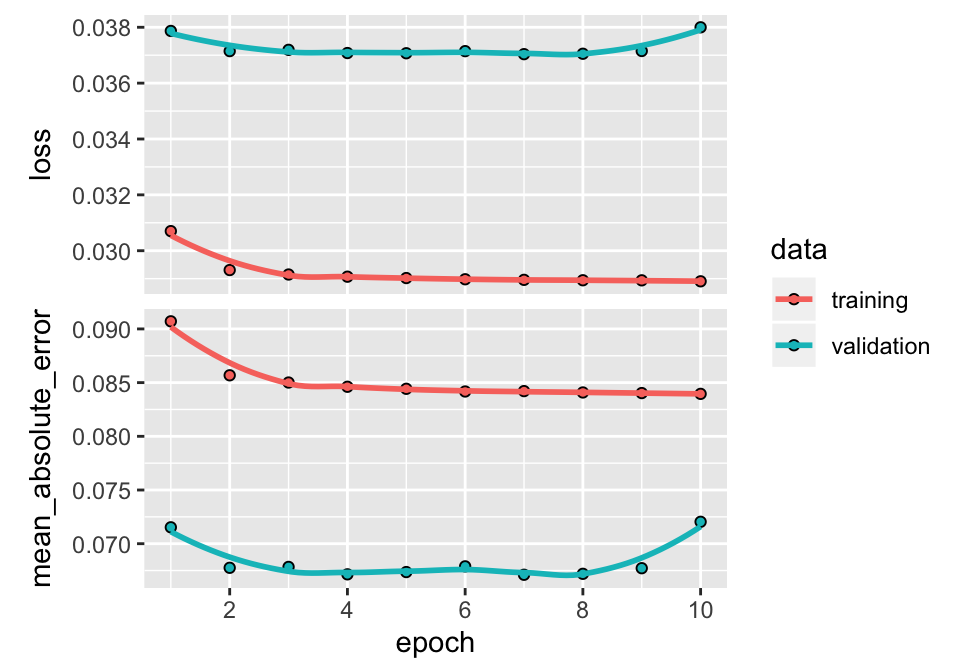 0.038
0.036
0.034
0.032
0.030
loss
0.090
0.085
0.080
0.075
0.070
mean_absolute_error
2 4 6 8 10
epoch
data
training
validation